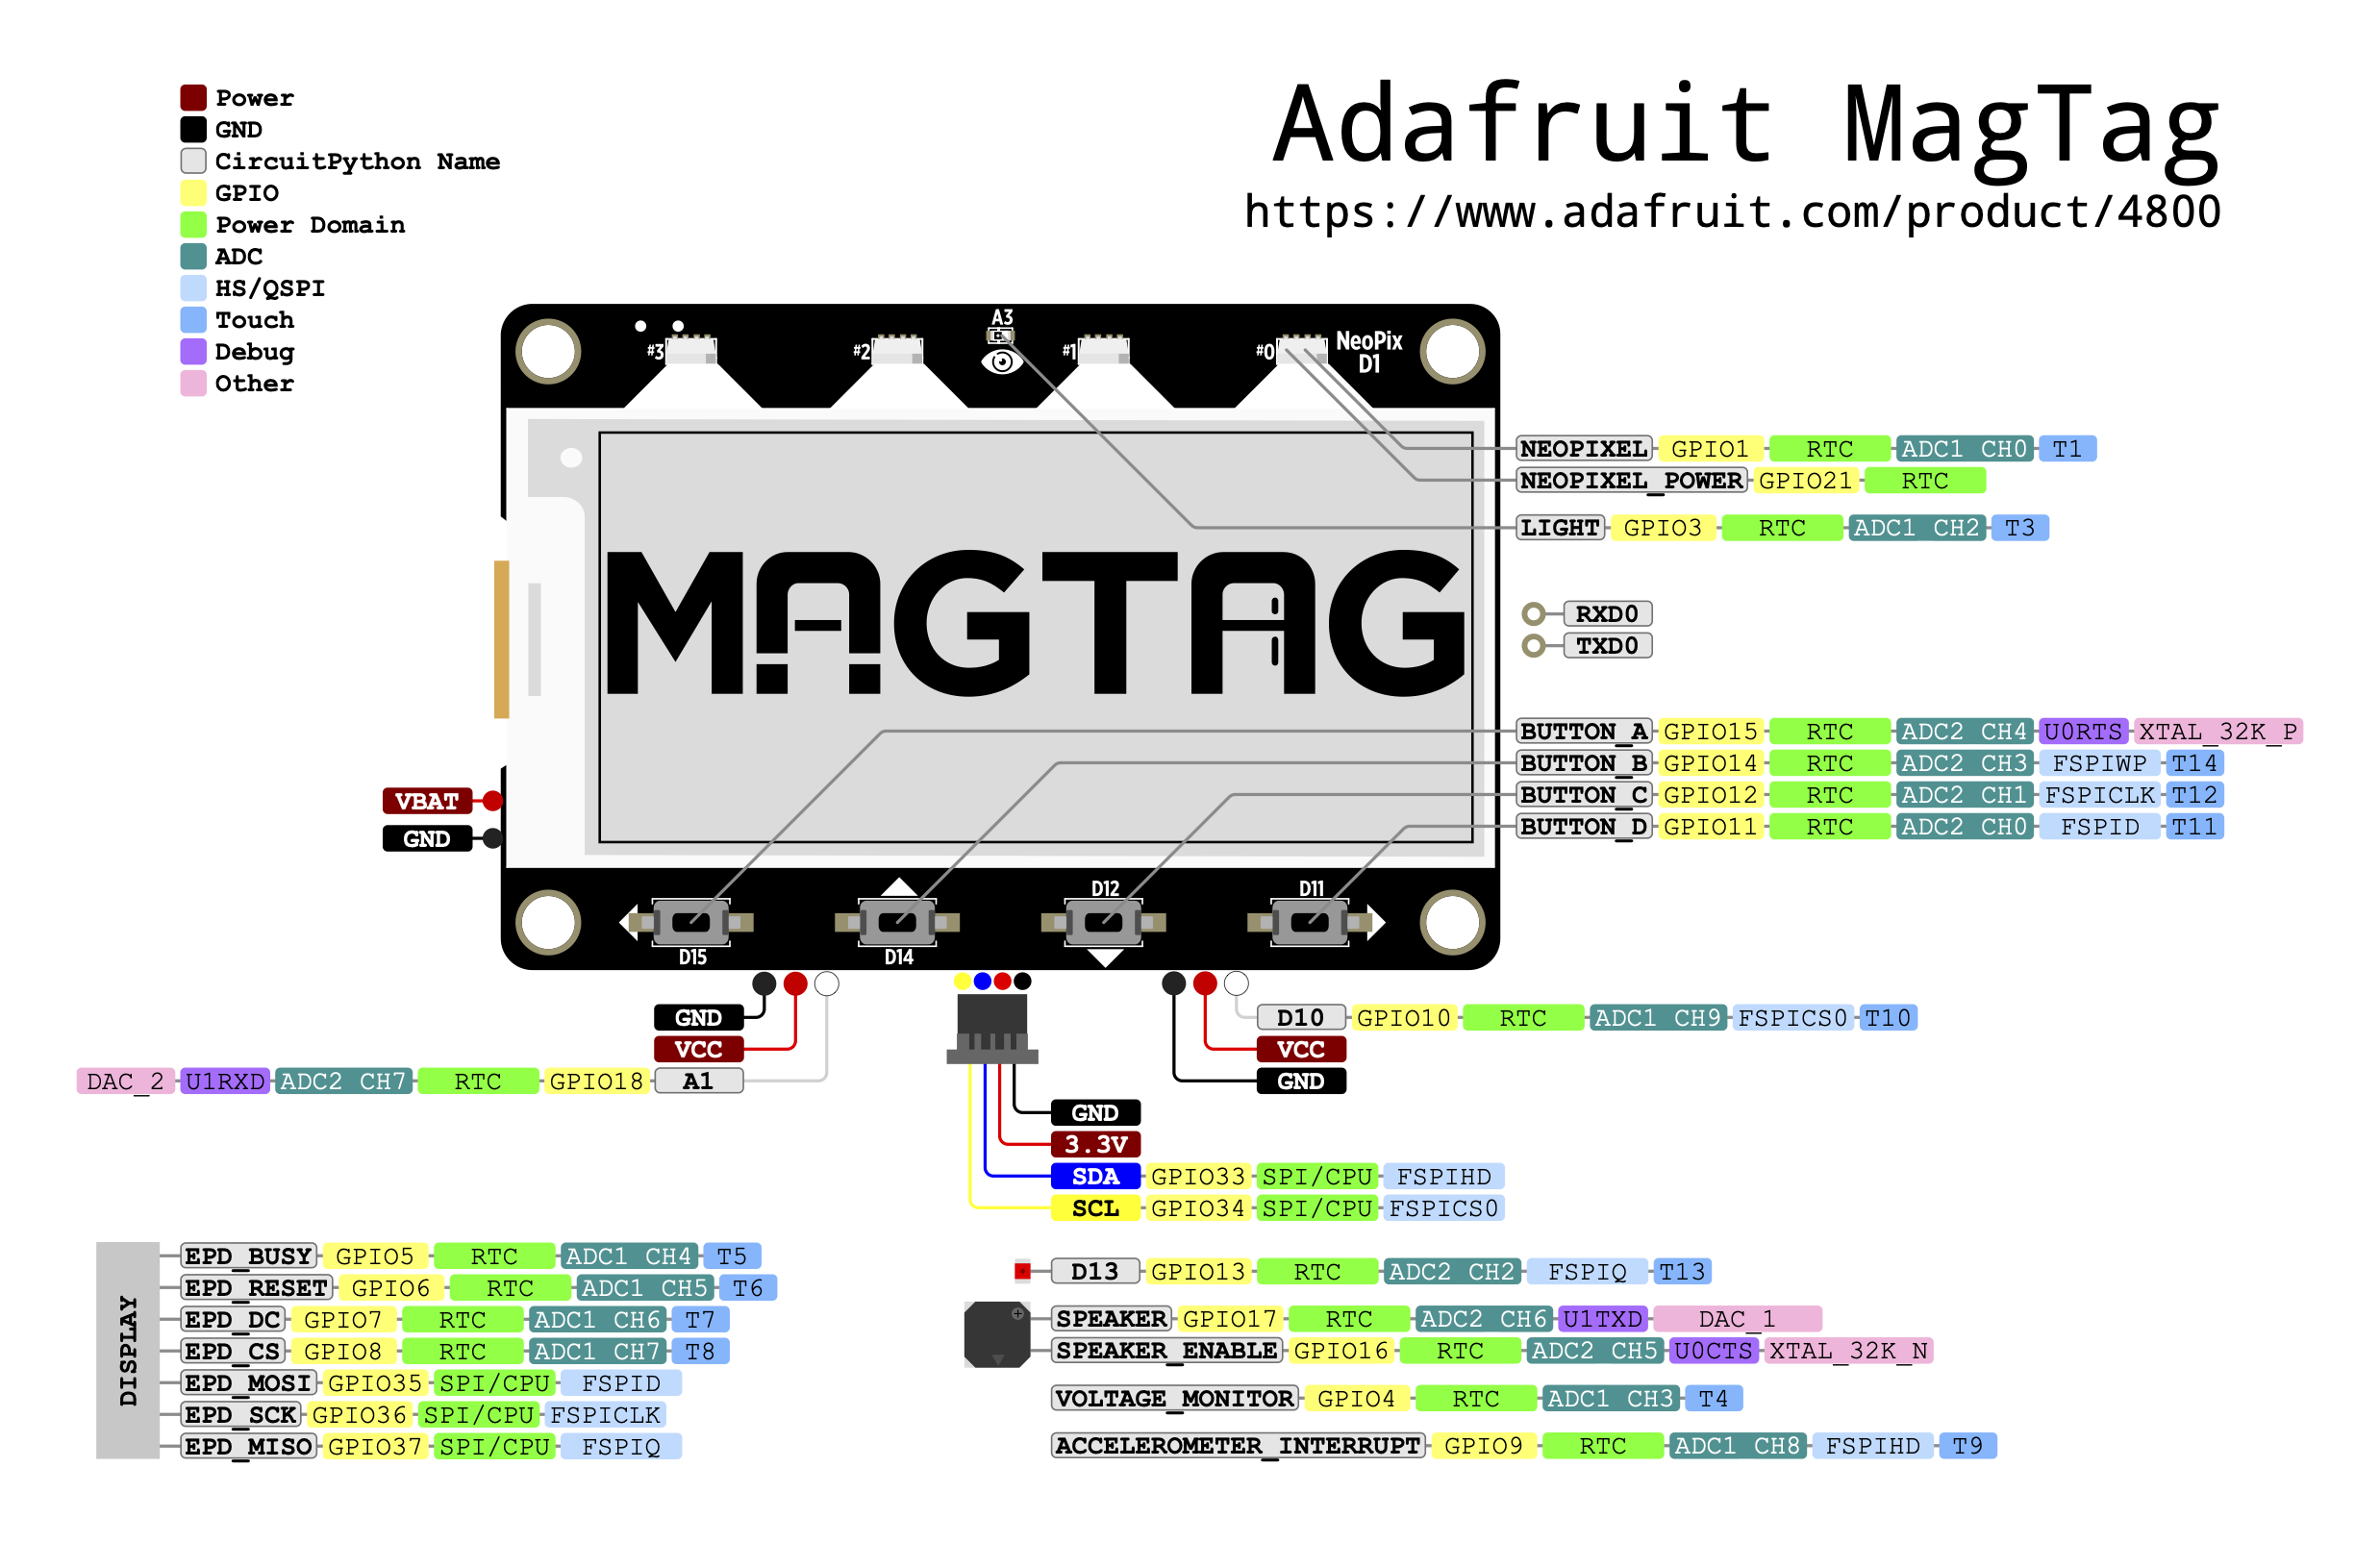 Adafruit MagTag
https://www.adafruit.com/product/4800
Power
GND
CircuitPython Name
GPIO
Power Domain
ADC
HS/QSPI
Touch
Debug
Other
A3
#3
#2
#1
#0
NeoPix
D1
MAGTAG
NEOPIXEL GPIO1 RTC ADC1 CH0 T1
NEOPIXEL_POWER GPIO21 RTC
LIGHT GPIO3 RTC ADC1 CH2 T3
RXD0
TXD0
BUTTON_A GPIO15 RTC ADC2 CH4 U0RTS XTAL_32K_P
BUTTON_B GPIO14 RTC ADC2 CH3 FSPIWP T14
BUTTON_C GPIO12 RTC ADC2 CH1 FSPICLK T12
BUTTON_D GPIO11 RTC ADC2 CH0 FSPID T11
VBAT
GND
D15
D14
D12
D11
GND
VCC
DAC_2 U1RXD ADC2 CH7 RTC GPIO18 A1
D10 GPIO10 RTC ADC1 CH9 FSPICS0 T10
VCC
GND
GND
3.3V
SDA GPIO33 SPI/CPU FSPIHD
SCL GPIO34 SPI/CPU FSPICS0
DISPLAY
EPD_BUSY GPIO5 RTC ADC1 CH4 T5
EPD_RESET GPIO6 RTC ADC1 CH5 T6
EPD_DC GPIO7 RTC ADC1 CH6 T7
EPD_CS GPIO8 RTC ADC1 CH7 T8
EPD_MOSI GPIO35 SPI/CPU FSPID
EPD_SCK GPIO36 SPI/CPU FSPICLK
EPD_MISO GPIO37 SPI/CPU FSPIQ
D13 GPIO13 RTC ADC2 CH2 FSPIQ T13
SPEAKER GPIO17 RTC ADC2 CH6 U1TXD DAC_1
SPEAKER_ENABLE GPIO16 RTC ADC2 CH5 U0CTS XTAL_32K_N
VOLTAGE_MONITOR GPIO4 RTC ADC1 CH3 T4
ACCELEROMETER_INTERRUPT GPIO9 RTC ADC1 CH8 FSPIHD T9